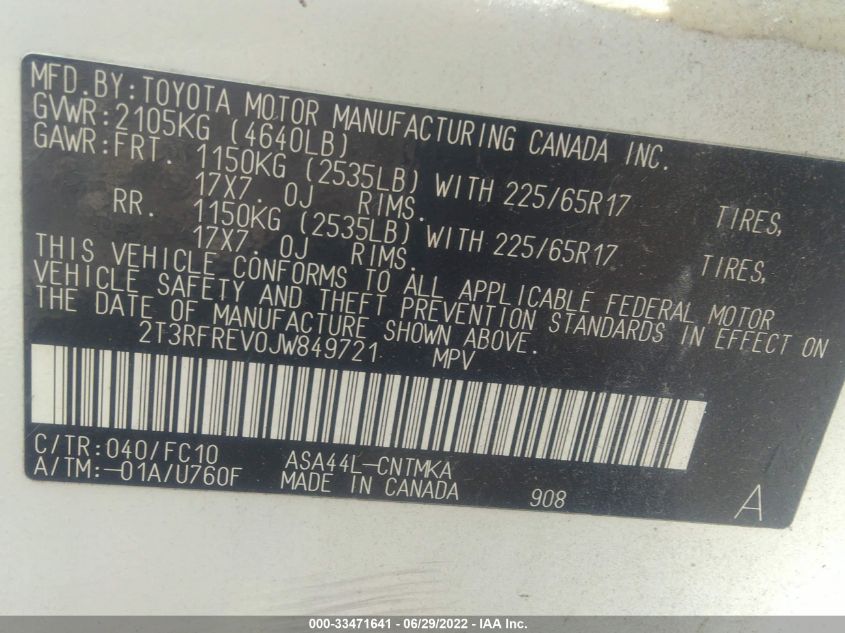 MFD.BY:TOYOTA MOTOR MANUFACTURING CANADA INC.
GVWR:2105KG (4640LB)
GAWR:FRT. 1150KG (2535LB) WITH 225/65R17 TIRES,
17X7.0J RIMS.
RR. 1150KG (2535LB) WITH 225/65R17 TIRES,
17X7.0J RIMS.
THIS VEHICLE CONFORMS TO ALL APPLICABLE FEDERAL MOTOR
VEHICLE SAFETY AND THEFT PREVENTION STANDARDS IN EFFECT ON
THE DATE OF MANUFACTURE SHOWN ABOVE.
2T3RFREV0JW849721 MPV
C/TR:040/FC10 ASA44L-CNTMKA
A/TM:-01A/U760F MADE IN CANADA 908 A
000-33471641 - 06/29/2022 - IAA Inc.